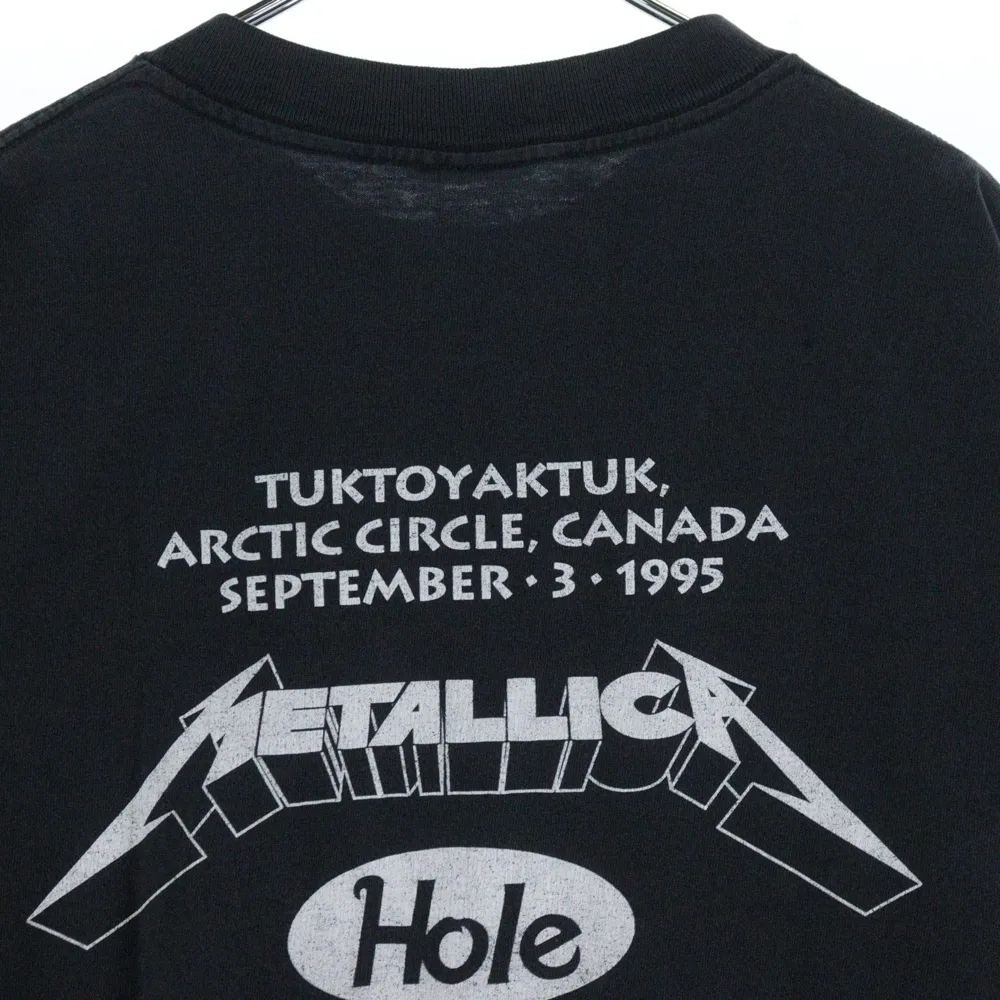 TUKTOYAKTUK,
ARCTIC CIRCLE, CANADA
SEPTEMBER · 3 · 1995
METALLICA
Hole